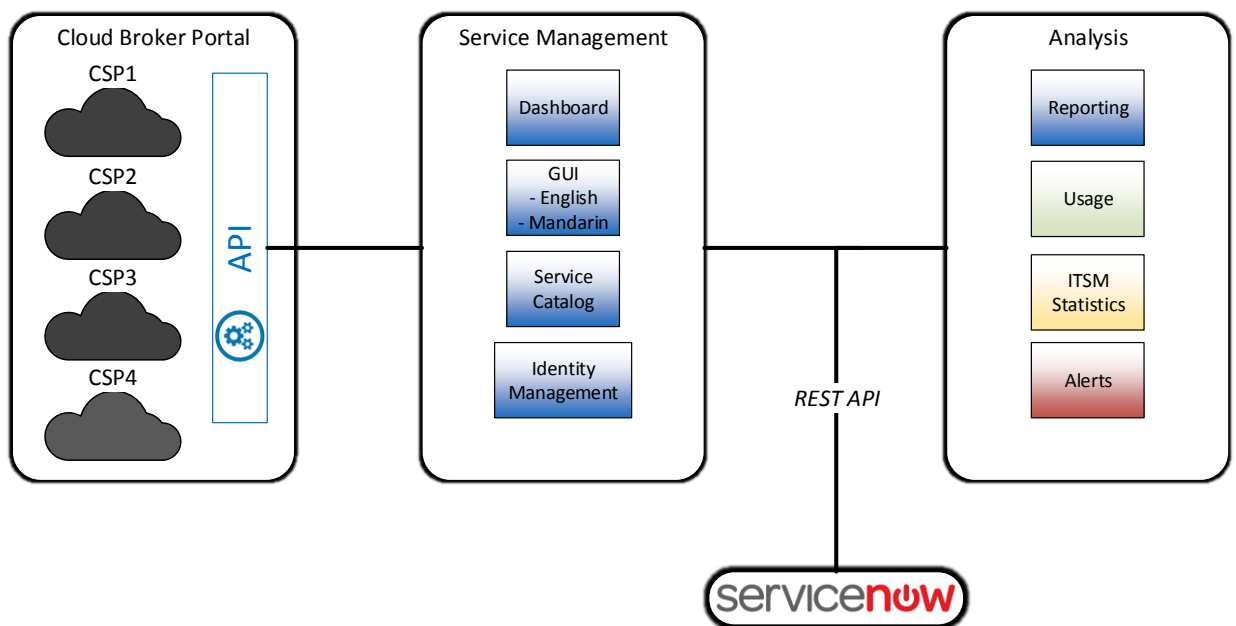 Cloud Broker Portal
CSP1
CSP2
CSP3
CSP4
API
Service Management
Dashboard
GUI
- English
- Mandarin
Service
Catalog
Identity
Management
REST API
servicenow
Analysis
Reporting
Usage
ITSM
Statistics
Alerts